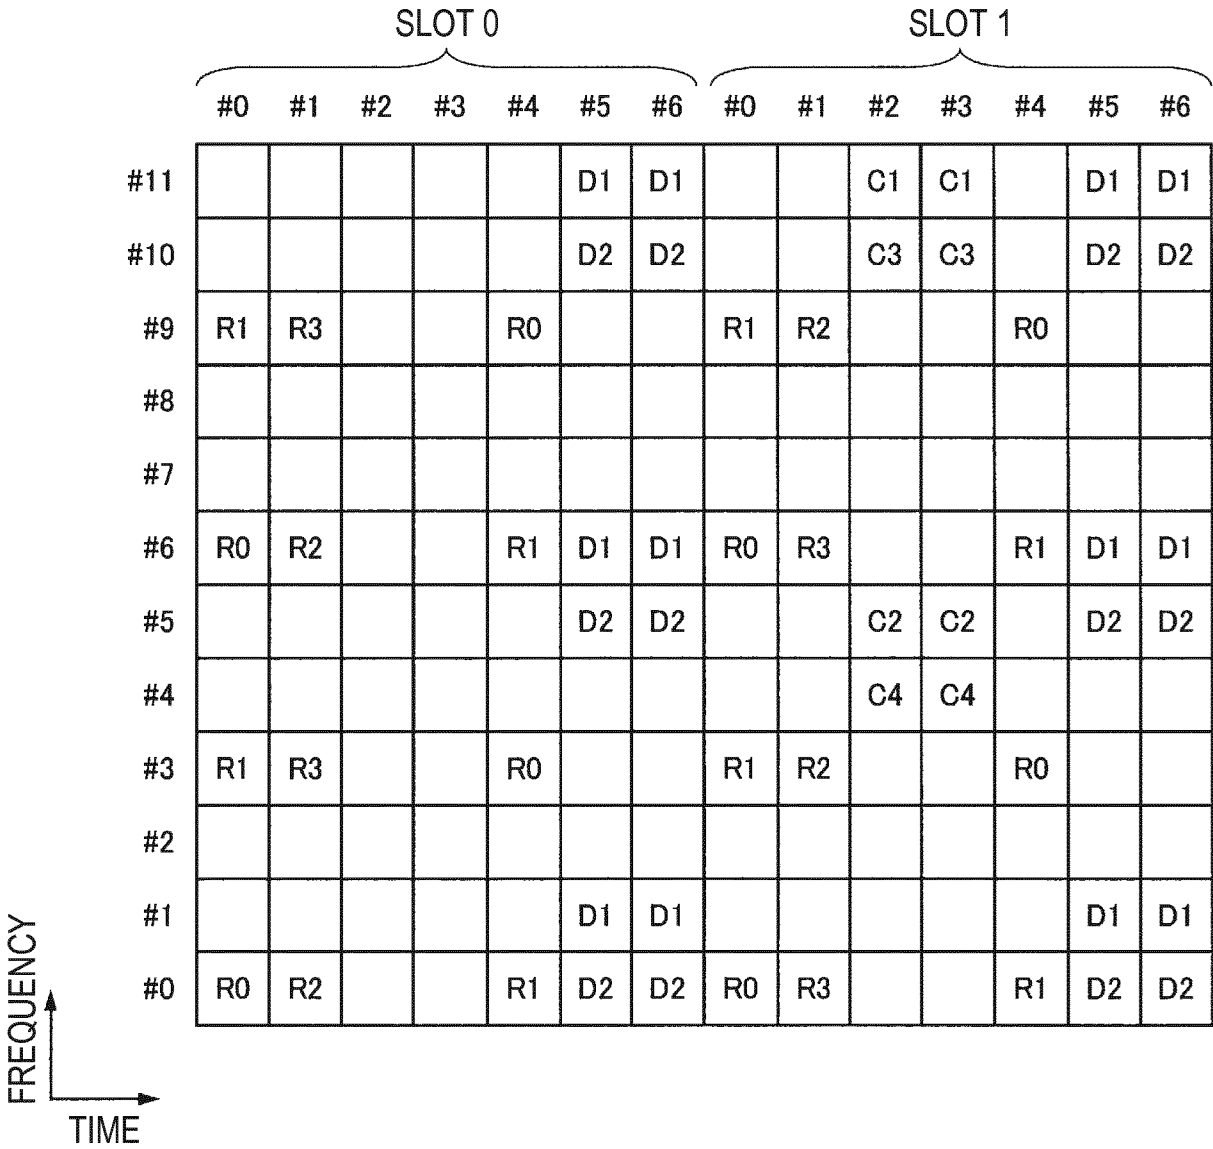 SLOT 0 SLOT 1
#0 #1 #2 #3 #4 #5 #6 #0 #1 #2 #3 #4 #5 #6
#11 D1 D1 C1 C1 D1 D1
#10 D2 D2 C3 C3 D2 D2
#9 R1 R3 R0 R1 R2 R0
#8
#7
#6 R0 R2 R1 D1 D1 R0 R3 R1 D1 D1
#5 D2 D2 C2 C2 D2 D2
#4 C4 C4
#3 R1 R3 R0 R1 R2 R0
#2
#1 D1 D1 D1 D1
#0 R0 R2 R1 D2 D2 R0 R3 R1 D2 D2
FREQUENCY
TIME